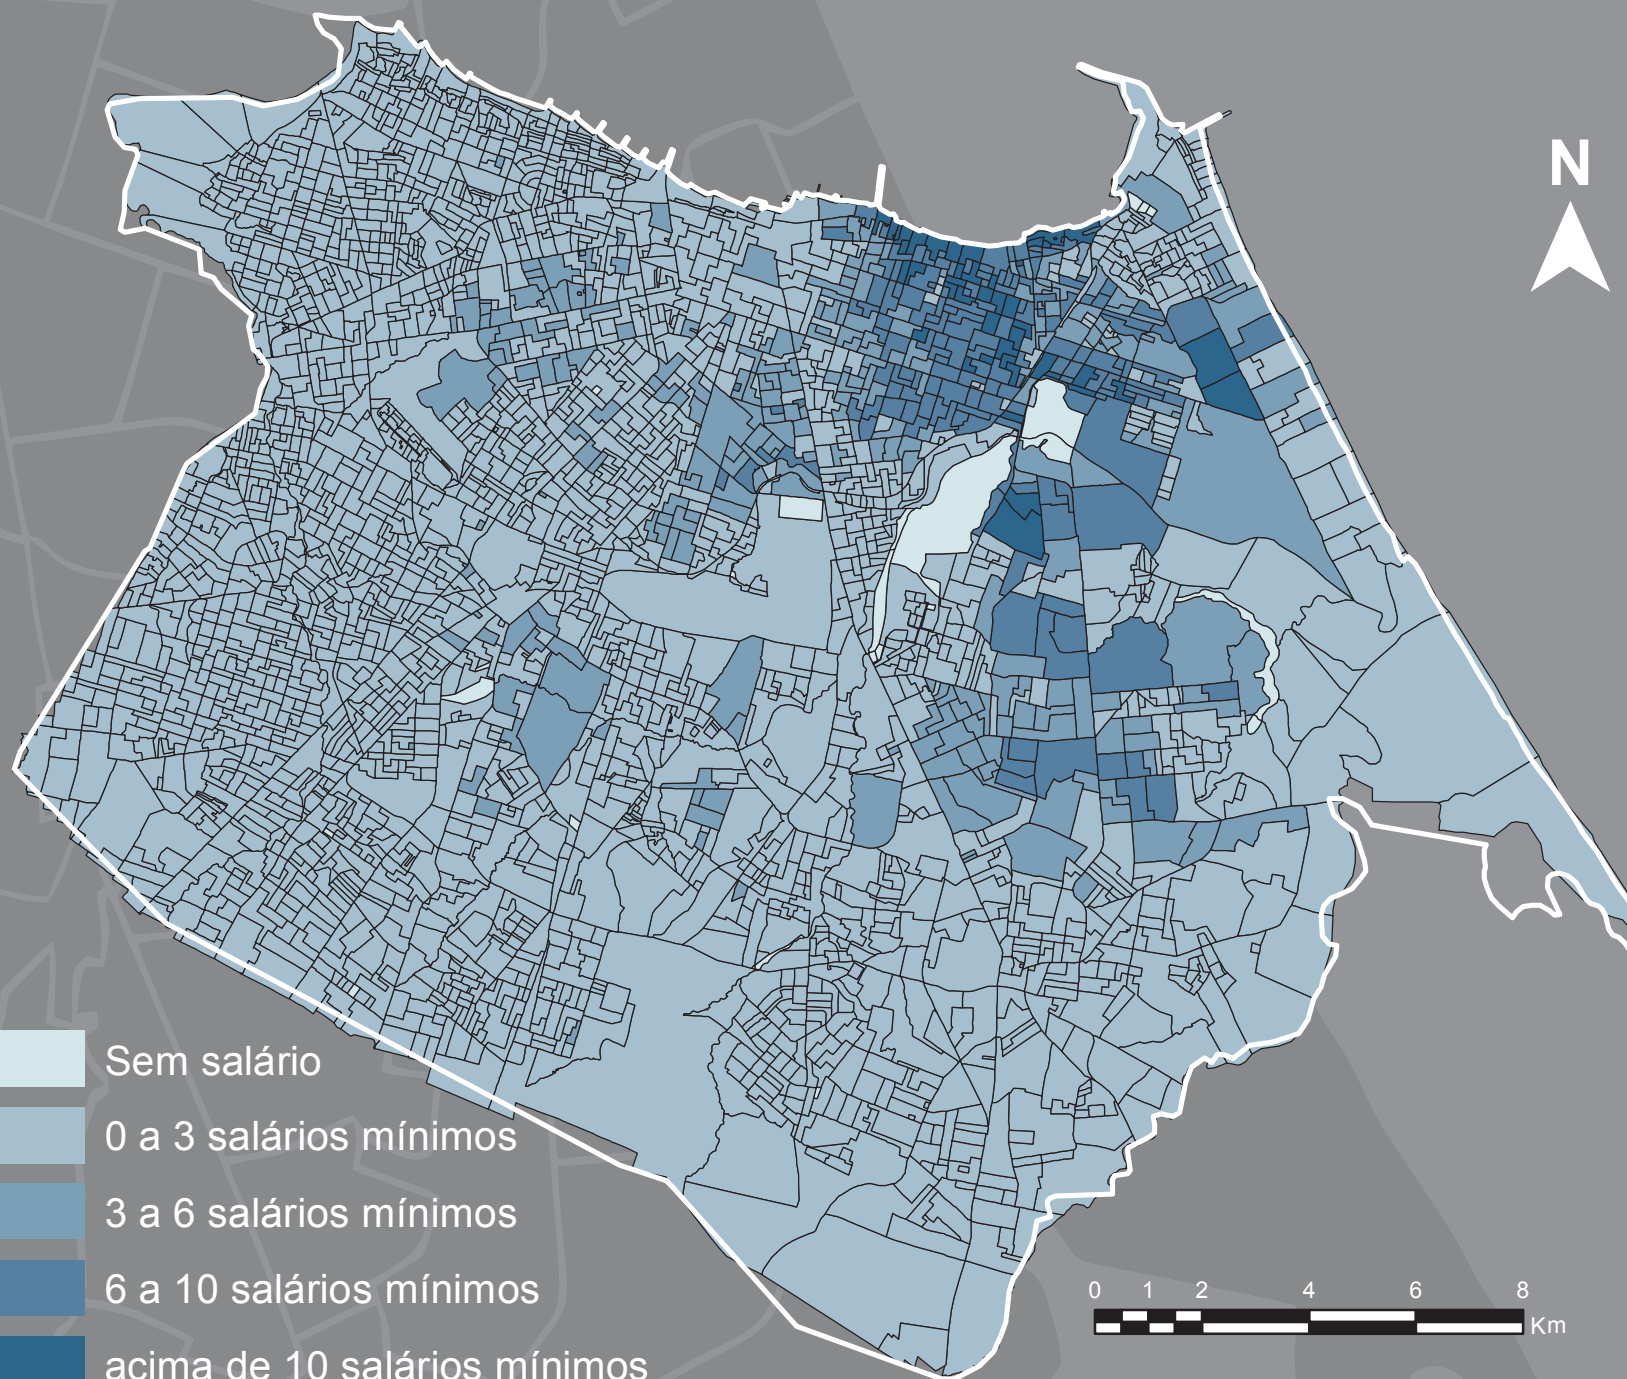 N
Sem salário
0 a 3 salários mínimos
3 a 6 salários mínimos
6 a 10 salários mínimos
acima de 10 salários mínimos
0 1 2 4 6 8
Km